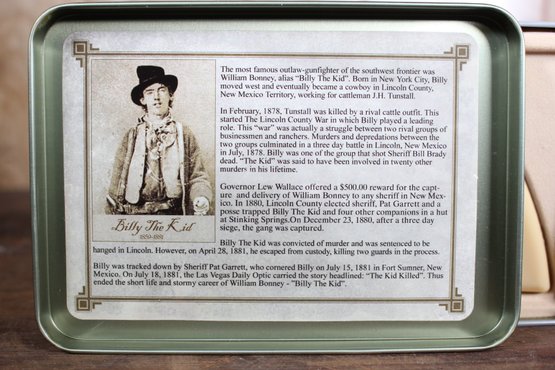 The most famous outlaw-gunfighter of the southwest frontier was
William Bonney, alias "Billy The Kid". Born in New York City, Billy
moved west and eventually became a cowboy in Lincoln County,
New Mexico Territory, working for cattleman J.H. Tunstall.
In February, 1878, Tunstall was killed by a rival cattle outfit. This
started The Lincoln County War in which Billy played a leading
role. This "war" was actually a struggle between two rival groups of
businessmen and ranchers. Murders and depredations between the
two groups culminated in a three day battle in Lincoln, New Mexico
in July, 1878. Billy was one of the group that shot Sheriff Bill Brady
dead. "The Kid" was said to have been involved in twenty other
murders in his lifetime.
Governor Lew Wallace offered a $500.00 reward for the capt-
ure and delivery of William Bonney to any sheriff in New Mex-
ico. In 1880, Lincoln County elected sheriff, Pat Garrett and a
posse trapped Billy The Kid and four other companions in a hut
at Stinking Springs.On December 23, 1880, after a three day
siege, the gang was captured.
Billy The Kid
1859-1881
Billy The Kid was convicted of murder and was sentenced to be
hanged in Lincoln. However, on April 28, 1881, he escaped from custody, killing two guards in the process.
Billy was tracked down by Sheriff Pat Garrett, who cornered Billy on July 15, 1881 in Fort Sumner, New
Mexico. On July 18, 1881, the Las Vegas Daily Optic carried the story headlined: "The Kid Killed". Thus
ended the short life and stormy career of William Bonney - "Billy The Kid".